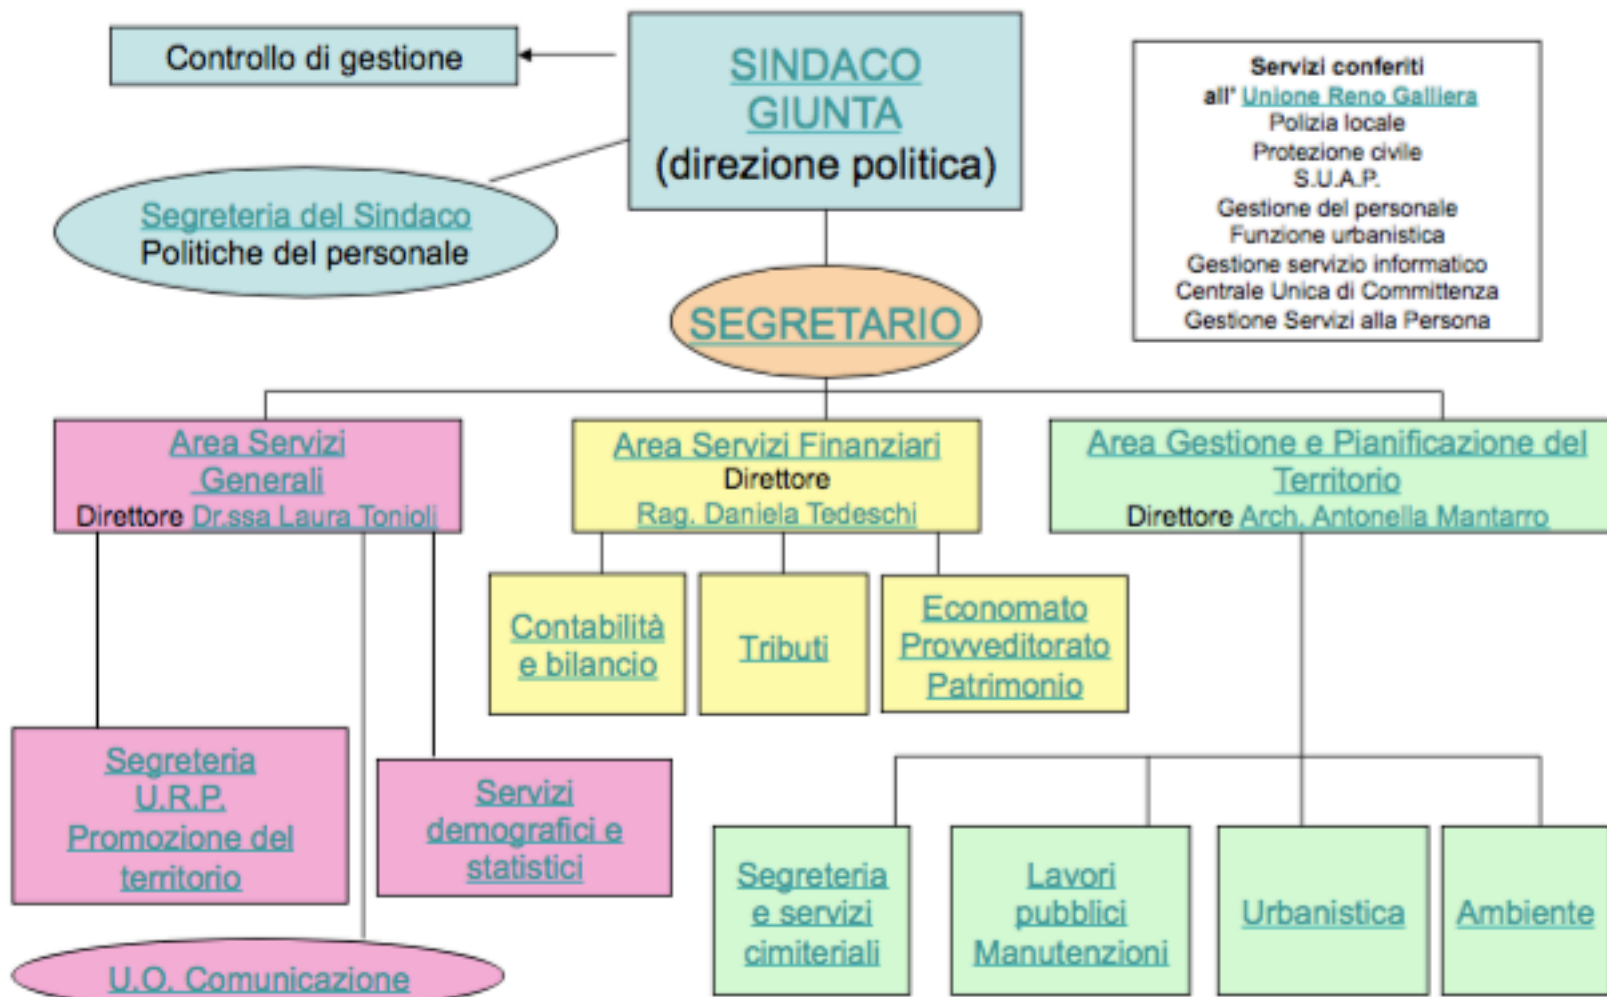 Controllo di gestione
SINDACO
GIUNTA
(direzione politica)
Servizi conferiti
all' Unione Reno Galliera
Polizia locale
Protezione civile
S.U.A.P.
Gestione del personale
Funzione urbanistica
Gestione servizio informatico
Centrale Unica di Committenza
Gestione Servizi alla Persona
Segreteria del Sindaco
Politiche del personale
SEGRETARIO
Area Servizi
Generali
Direttore Dr.ssa Laura Tonioli
Area Servizi Finanziari
Direttore
Rag. Daniela Tedeschi
Area Gestione e Pianificazione del
Territorio
Direttore Arch. Antonella Mantarro
Contabilità
e bilancio
Tributi
Economato
Provveditorato
Patrimonio
Segreteria
U.R.P.
Promozione del
territorio
Servizi
demografici e
statistici
Segreteria
e servizi
cimiteriali
Lavori
pubblici
Manutenzioni
Urbanistica
Ambiente
U.O. Comunicazione